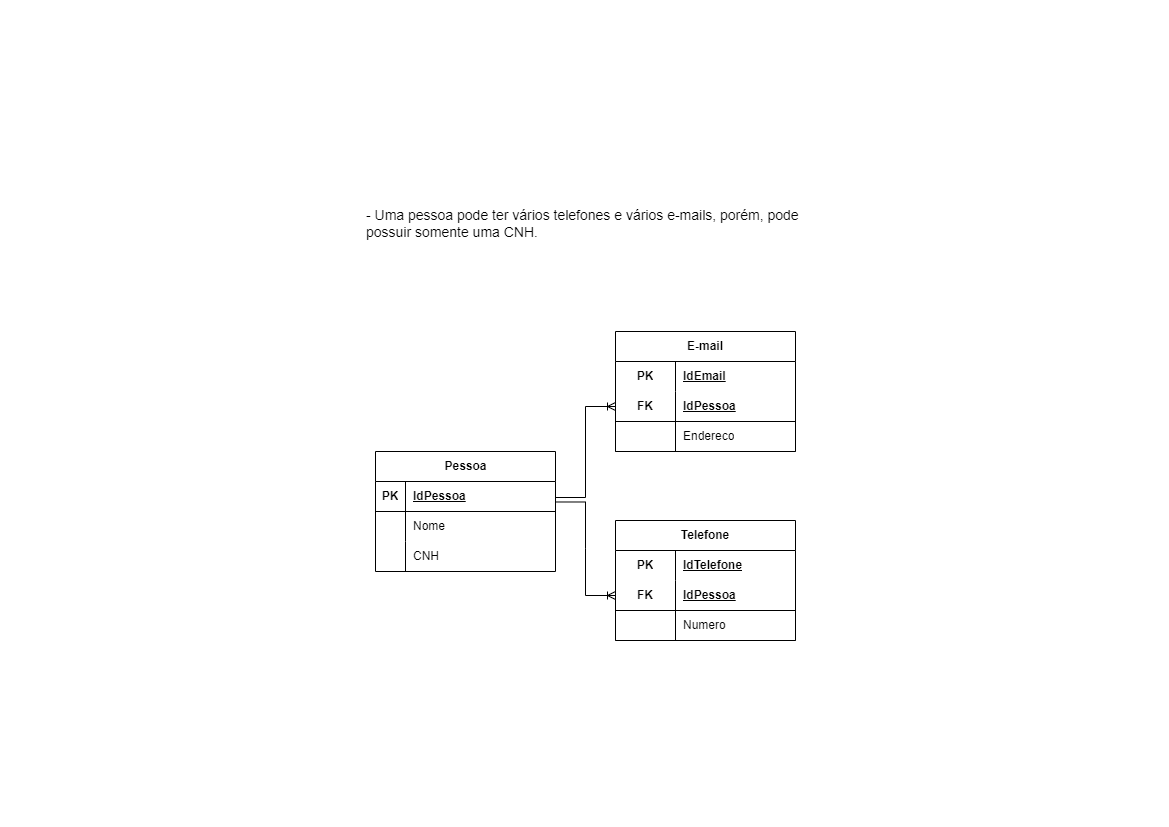 - Uma pessoa pode ter vários telefones e vários e-mails, porém, pode
possuir somente uma CNH.
E-mail
PK IdEmail
FK IdPessoa
Endereco
Pessoa
PK IdPessoa
Nome
CNH
Telefone
PK IdTelefone
FK IdPessoa
Numero